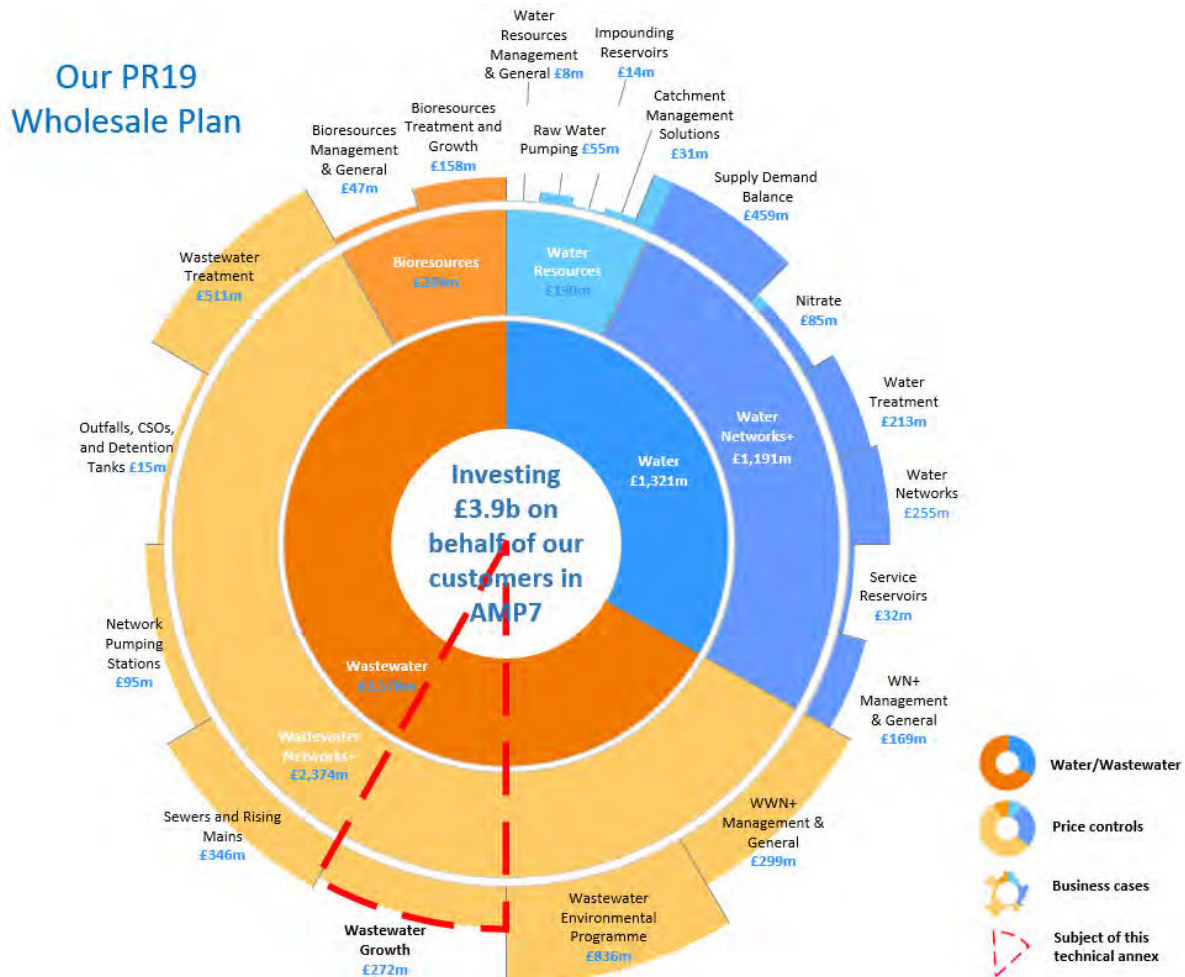 Our PR19
Wholesale Plan
Water
Resources
Management
& General £8m
Impounding
Reservoirs
£14m
Raw Water
Pumping £55m
Catchment
Management
Solutions
£31m
Bioresources
Management
& General
£47m
Bioresources
Treatment and
Growth
£158m
Supply Demand
Balance
£459m
Nitrate
£85m
Water
Treatment
£213m
Water
Networks
£255m
Service
Reservoirs
£32m
WN+
Management
& General
£169m
WWN+
Management &
General
£299m
Wastewater
Environmental
Programme
£836m
Wastewater
Growth
£272m
Sewers and Rising
Mains
£346m
Network
Pumping
Stations
£95m
Outfalls, CSOs,
and Detention
Tanks £15m
Wastewater
Treatment
£511m
Bioresources
£204m
Water
Resources
£130m
Water
Networks+
£1,191m
Wastewater
Networks+
£2,374m
Water
£1,321m
Wastewater
£2,578m
Investing
£3.9b on
behalf of our
customers in
AMP7
Water/Wastewater
Price controls
Business cases
Subject of this
technical annex